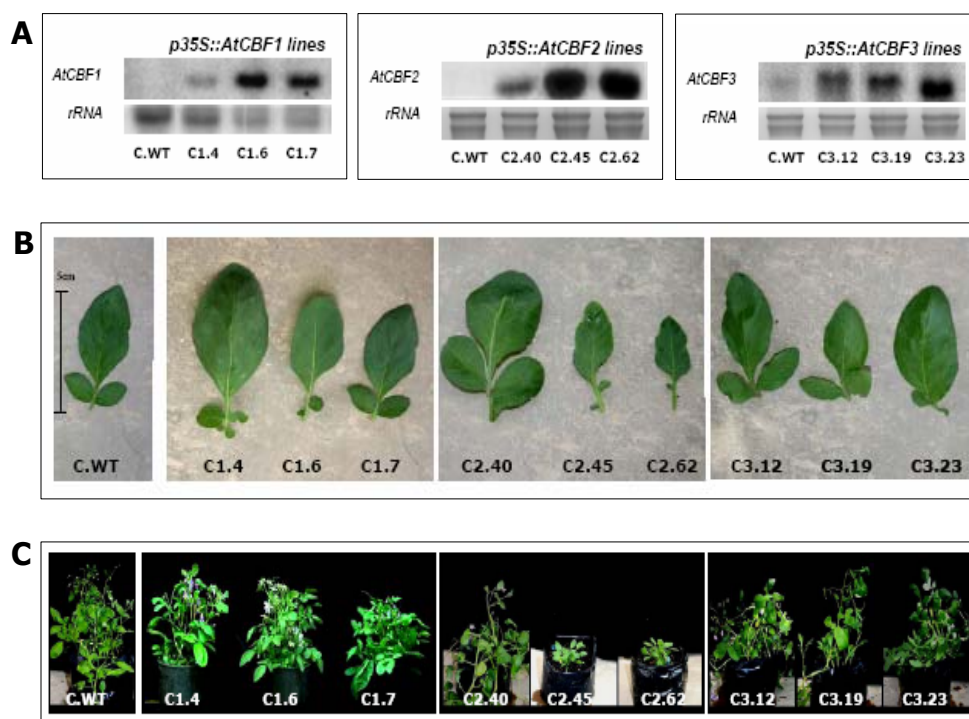 A
p35S::AtCBF1 lines
AtCBF1
rRNA
C.WT C1.4 C1.6 C1.7
p35S::AtCBF2 lines
AtCBF2
rRNA
C.WT C2.40 C2.45 C2.62
p35S::AtCBF3 lines
AtCBF3
rRNA
C.WT C3.12 C3.19 C3.23
B
5cm
C.WT C1.4 C1.6 C1.7 C2.40 C2.45 C2.62 C3.12 C3.19 C3.23
C
C.WT C1.4 C1.6 C1.7 C2.40 C2.45 C2.62 C3.12 C3.19 C3.23